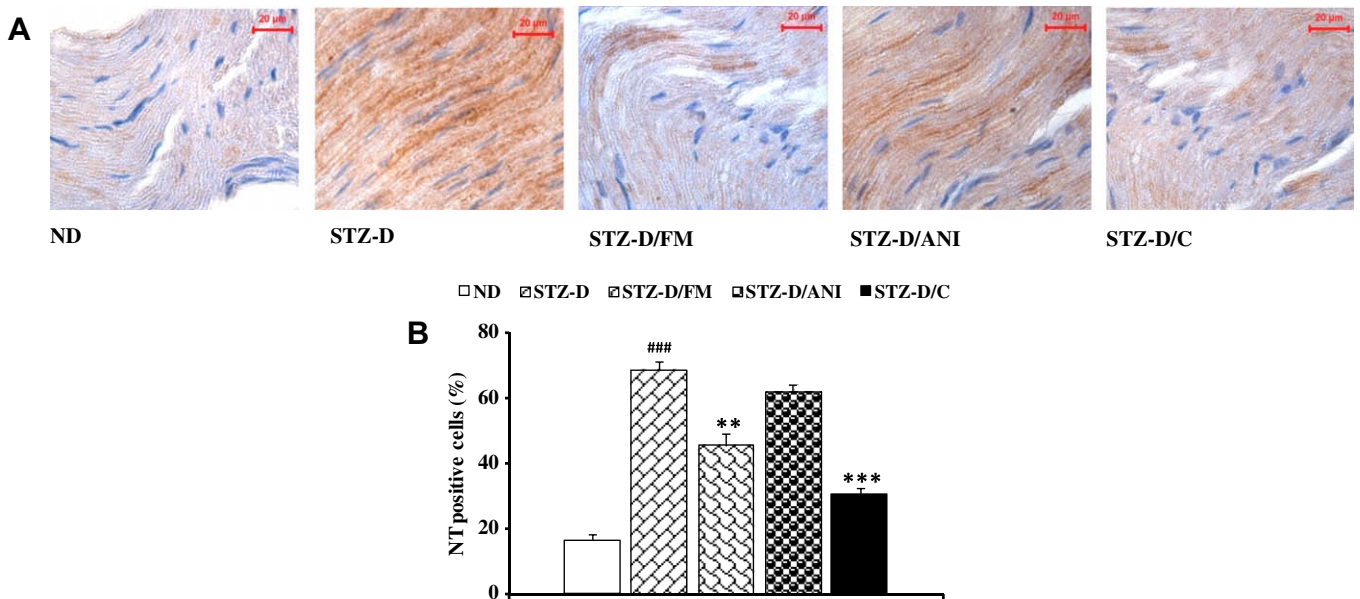 A
20 µm 20 µm 20 µm 20 µm 20 µm
ND STZ-D STZ-D/FM STZ-D/ANI STZ-D/C
ND STZ-D STZ-D/FM STZ-D/ANI STZ-D/C
B
NT positive cells (%)
80
60
40
20
0
###
**
***